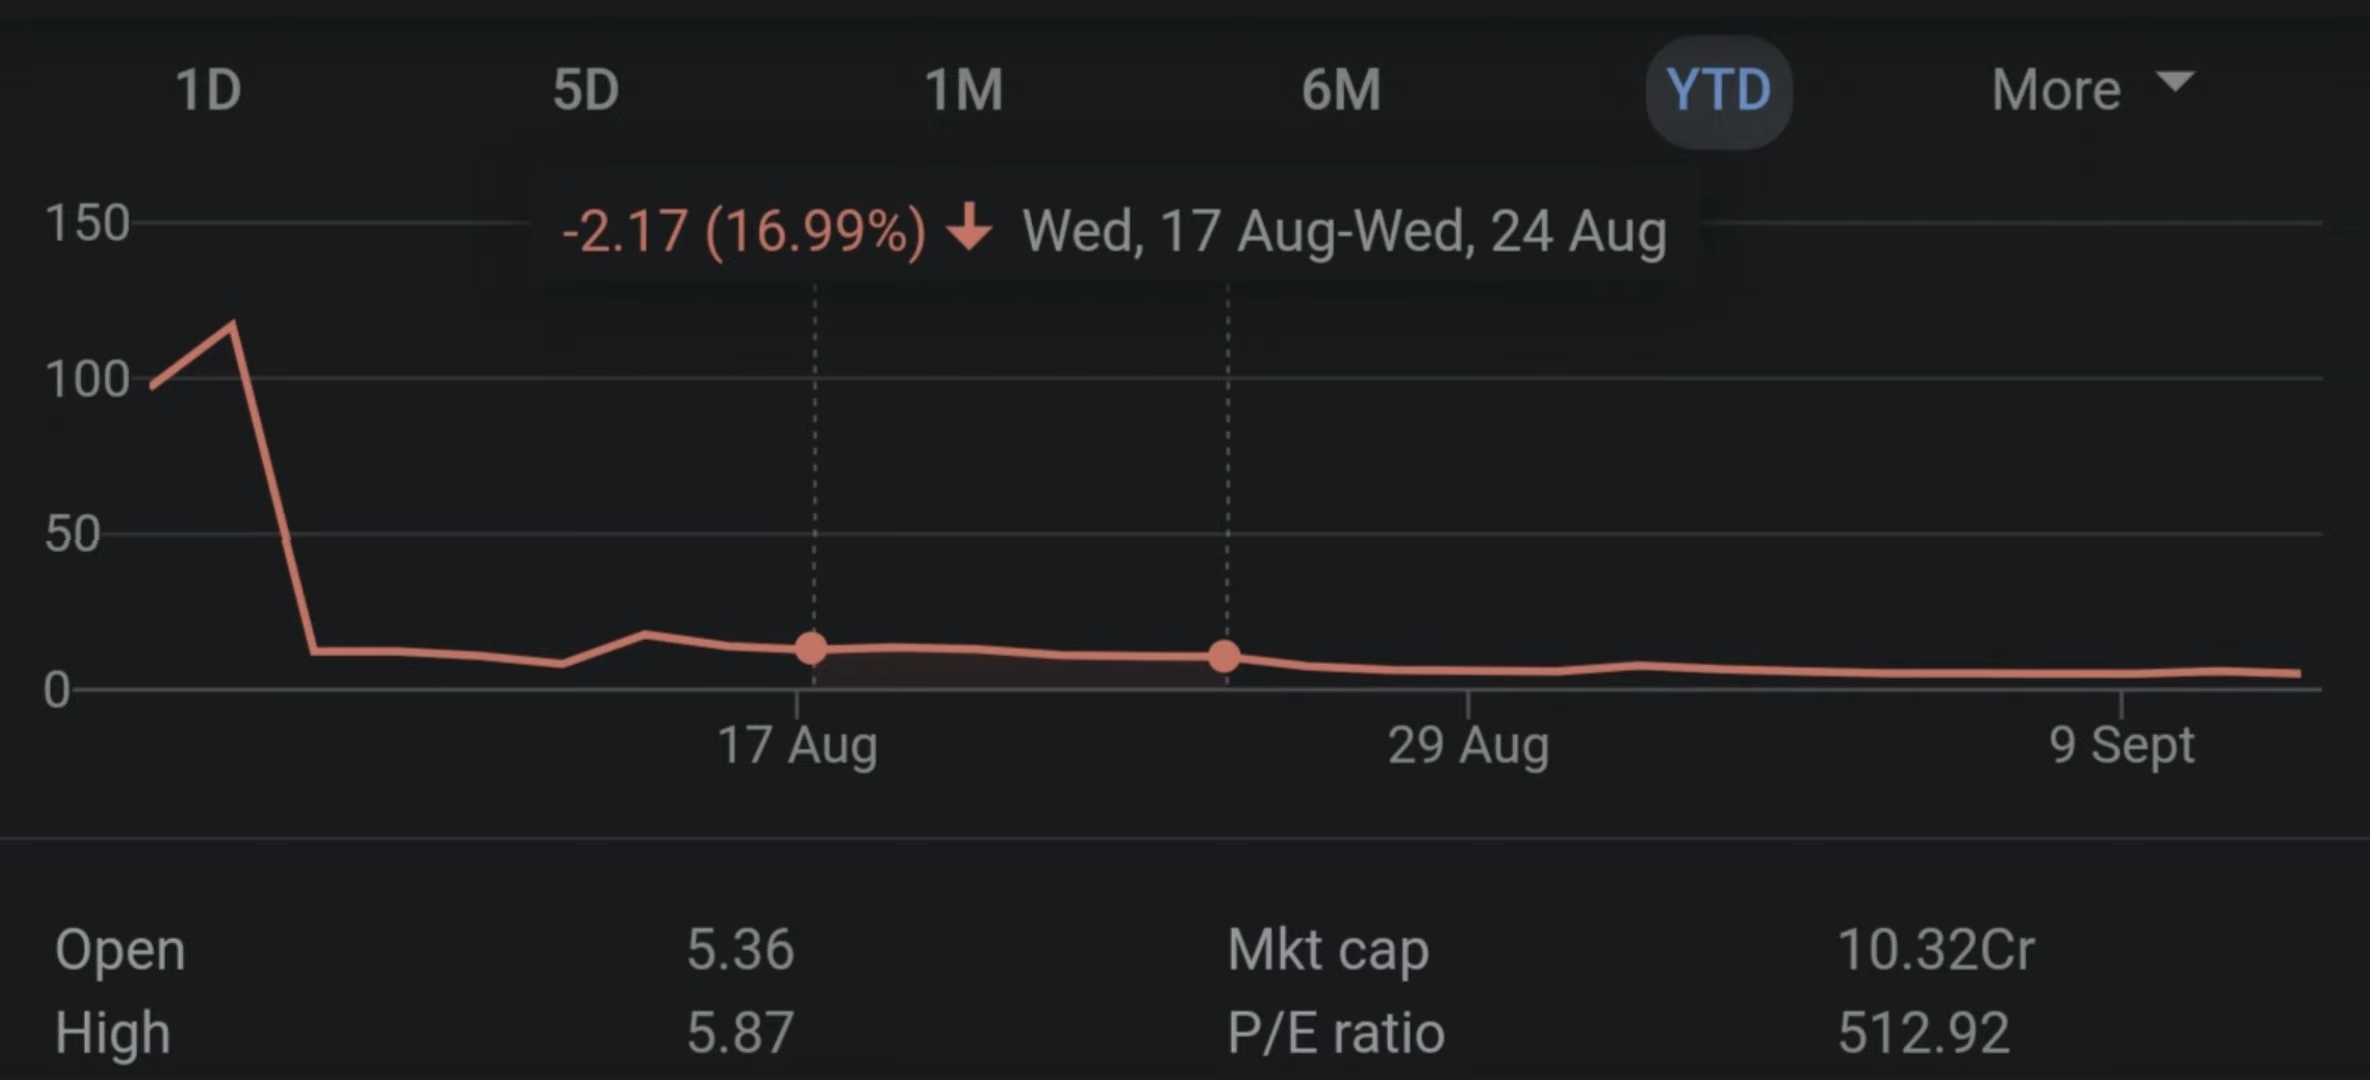 1D 5D 1M 6M YTD More
-2.17 (16.99%) Wed, 17 Aug-Wed, 24 Aug
150
100
50
0
17 Aug 29 Aug 9 Sept
Open 5.36 Mkt cap 10.32Cr
High 5.87 P/E ratio 512.92